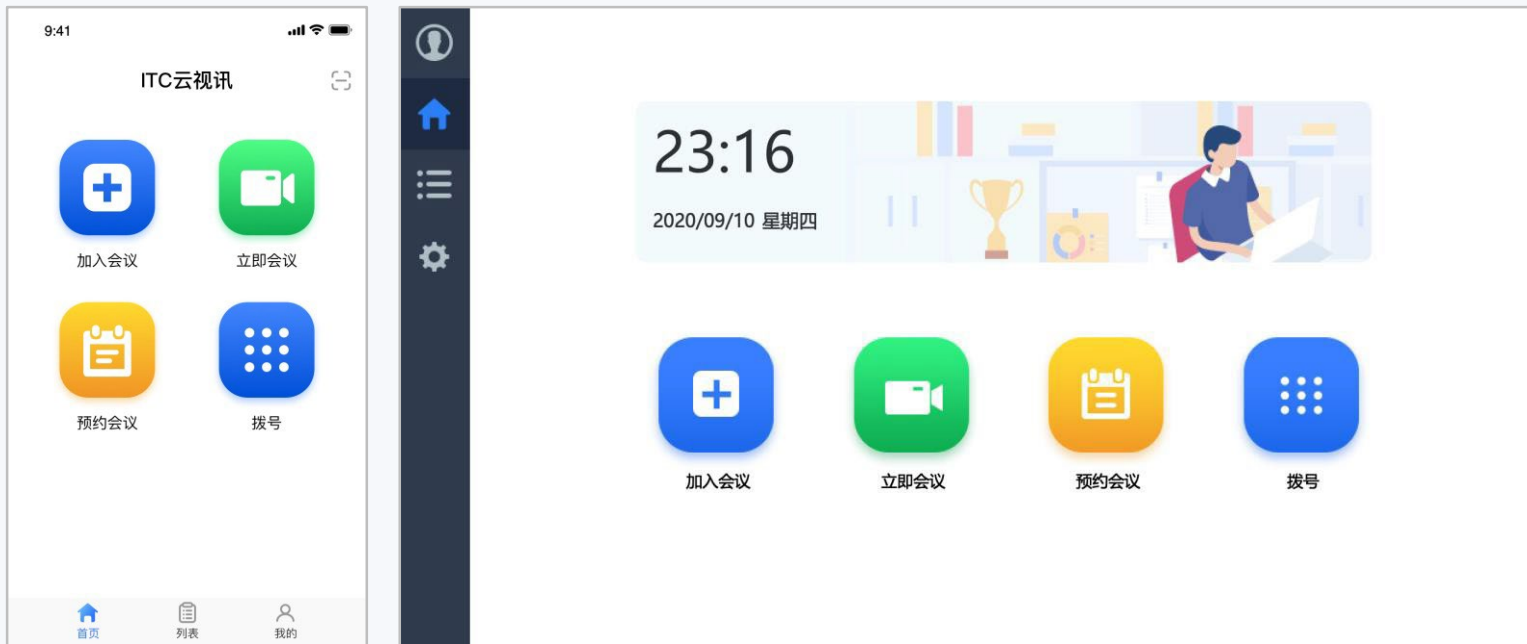 9:41
ITC云视讯
加入会议
立即会议
预约会议
拨号
首页
列表
我的
23:16
2020/09/10 星期四
加入会议
立即会议
预约会议
拨号